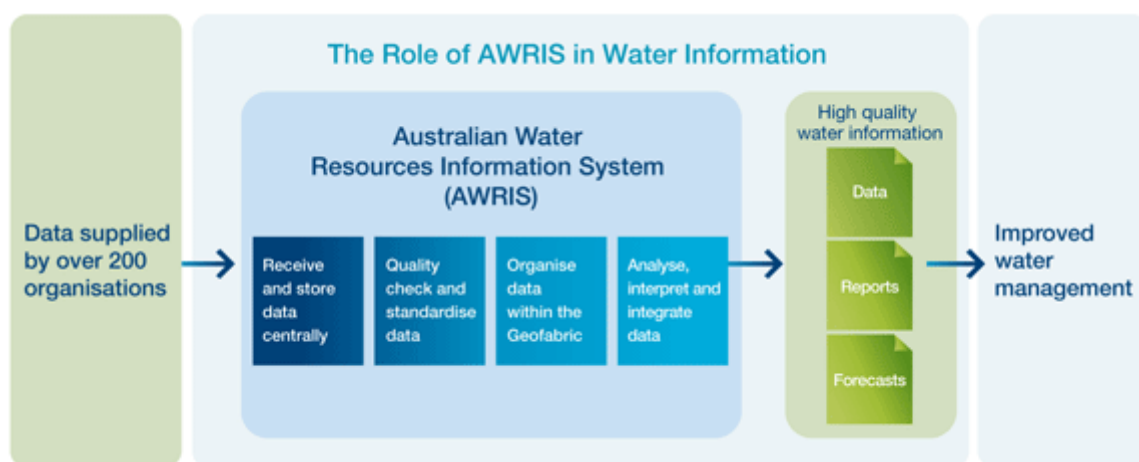 The Role of AWRIS in Water Information
Data supplied
by over 200
organisations
Australian Water
Resources Information System
(AWRIS)
Receive
and store
data
centrally
Quality
check and
standardise
data
Organise
data
within the
Geofabric
Analyse,
interpret and
integrate
data
High quality
water information
Data
Reports
Forecasts
Improved
water
management